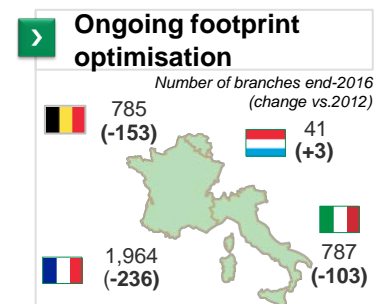 Ongoing footprint
optimisation
Number of branches end-2016
(change vs.2012)
785
(-153)
41
(+3)
1,964
(-236)
787
(-103)